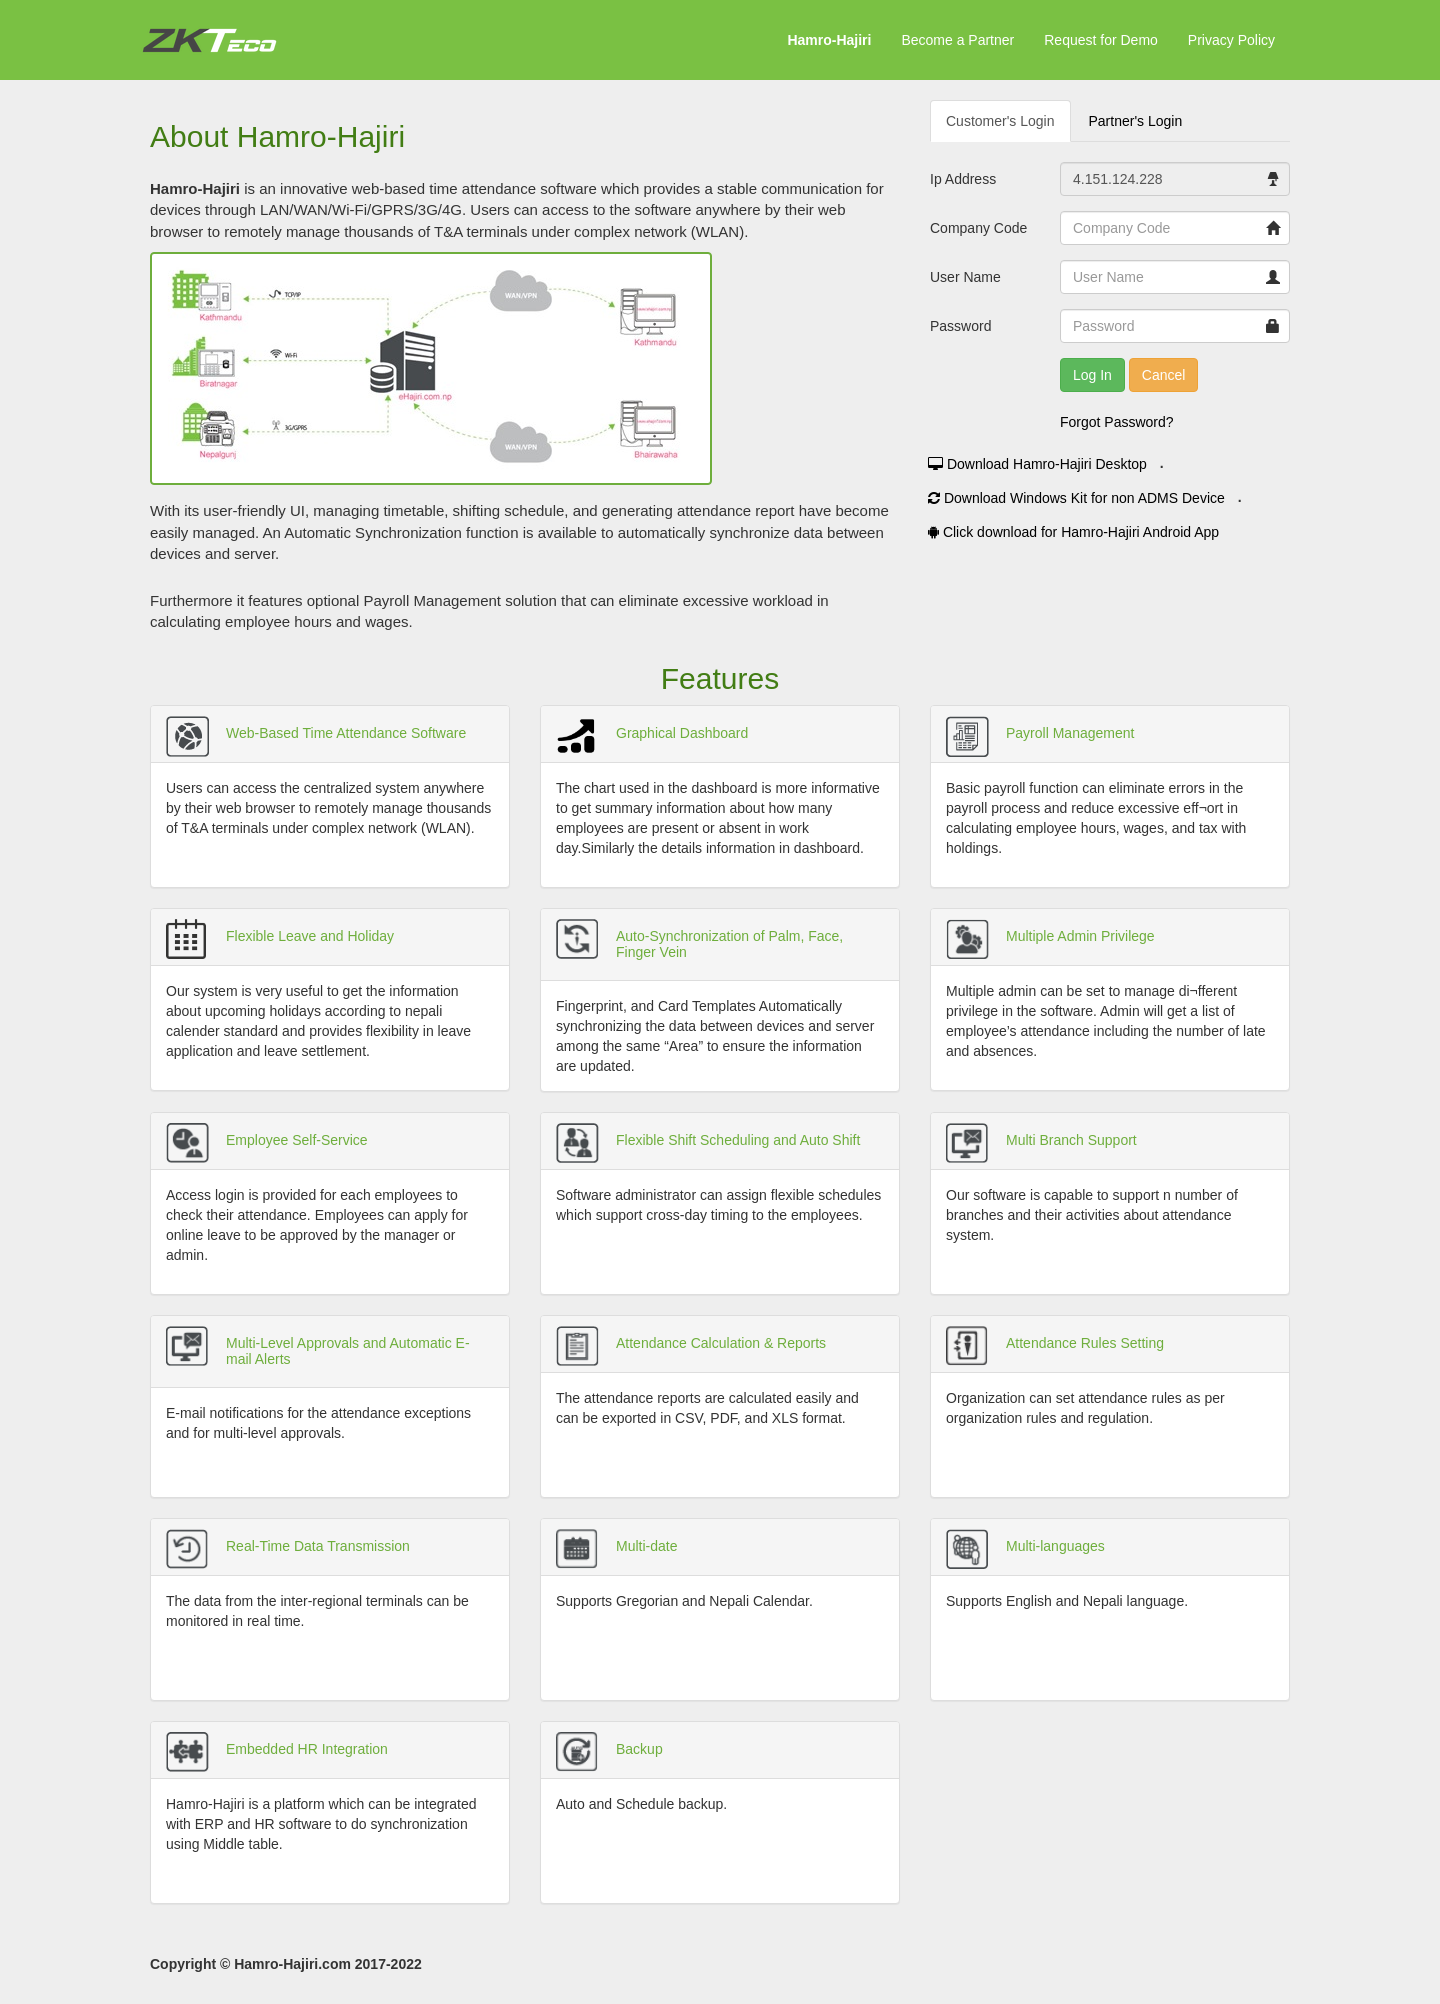 ZKTECO
Hamro-Hajiri
Become a Partner
Request for Demo
Privacy Policy
About Hamro-Hajiri
Hamro-Hajiri is an innovative web-based time attendance software which provides a stable communication for
devices through LAN/WAN/Wi-Fi/GPRS/3G/4G. Users can access to the software anywhere by their web
browser to remotely manage thousands of T&A terminals under complex network (WLAN).
TCP/IP
Kathmandu
WAN/VPN
Kathmandu
Wi-Fi
Biratnagar
eHajiri.com.np
3G/GPRS
Nepalgunj
WAN/VPN
Bhairawaha
With its user-friendly UI, managing timetable, shifting schedule, and generating attendance report have become
easily managed. An Automatic Synchronization function is available to automatically synchronize data between
devices and server.
Furthermore it features optional Payroll Management solution that can eliminate excessive workload in
calculating employee hours and wages.
Customer's Login
Partner's Login
Ip Address
4.151.124.228
Company Code
Company Code
User Name
User Name
Password
Password
Log In
Cancel
Forgot Password?
Download Hamro-Hajiri Desktop .
Download Windows Kit for non ADMS Device .
Click download for Hamro-Hajiri Android App
Features
Web-Based Time Attendance Software
Users can access the centralized system anywhere
by their web browser to remotely manage thousands
of T&A terminals under complex network (WLAN).
Graphical Dashboard
The chart used in the dashboard is more informative
to get summary information about how many
employees are present or absent in work
day.Similarly the details information in dashboard.
Payroll Management
Basic payroll function can eliminate errors in the
payroll process and reduce excessive eff¬ort in
calculating employee hours, wages, and tax with
holdings.
Flexible Leave and Holiday
Our system is very useful to get the information
about upcoming holidays according to nepali
calender standard and provides flexibility in leave
application and leave settlement.
Auto-Synchronization of Palm, Face,
Finger Vein
Fingerprint, and Card Templates Automatically
synchronizing the data between devices and server
among the same “Area” to ensure the information
are updated.
Multiple Admin Privilege
Multiple admin can be set to manage di¬fferent
privilege in the software. Admin will get a list of
employee's attendance including the number of late
and absences.
Employee Self-Service
Access login is provided for each employees to
check their attendance. Employees can apply for
online leave to be approved by the manager or
admin.
Flexible Shift Scheduling and Auto Shift
Software administrator can assign flexible schedules
which support cross-day timing to the employees.
Multi Branch Support
Our software is capable to support n number of
branches and their activities about attendance
system.
Multi-Level Approvals and Automatic E-
mail Alerts
E-mail notifications for the attendance exceptions
and for multi-level approvals.
Attendance Calculation & Reports
The attendance reports are calculated easily and
can be exported in CSV, PDF, and XLS format.
Attendance Rules Setting
Organization can set attendance rules as per
organization rules and regulation.
Real-Time Data Transmission
The data from the inter-regional terminals can be
monitored in real time.
Multi-date
Supports Gregorian and Nepali Calendar.
Multi-languages
Supports English and Nepali language.
Embedded HR Integration
Hamro-Hajiri is a platform which can be integrated
with ERP and HR software to do synchronization
using Middle table.
Backup
Auto and Schedule backup.
Copyright © Hamro-Hajiri.com 2017-2022